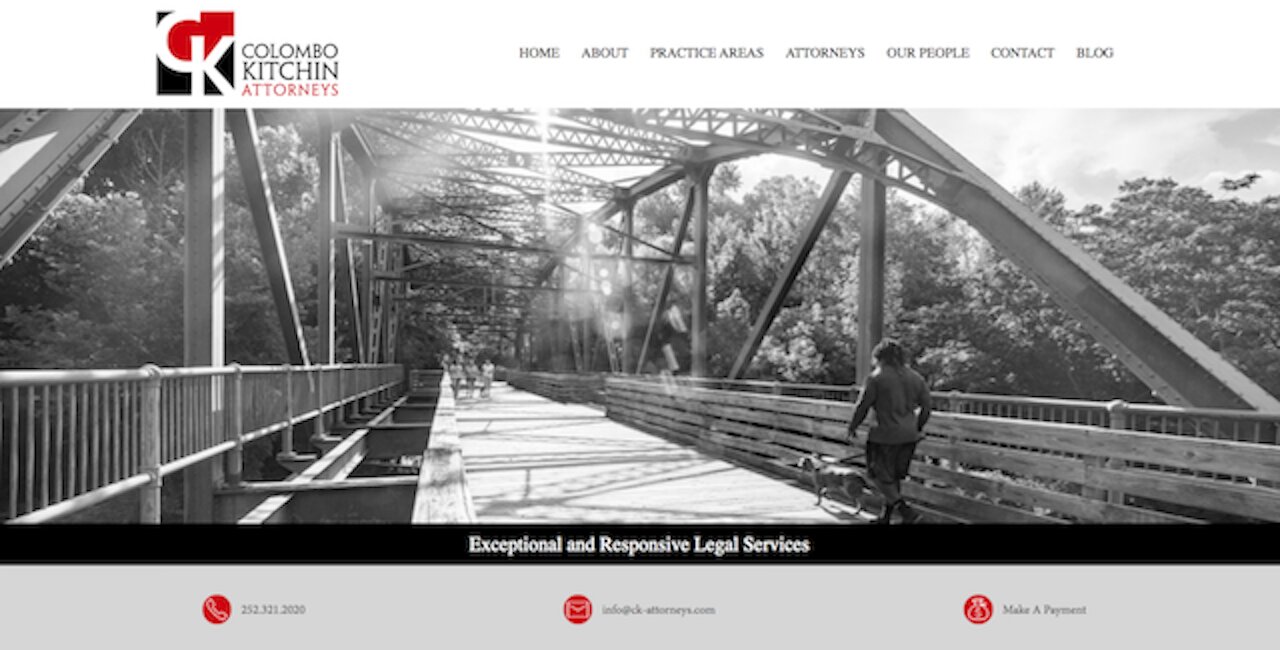 CK
COLOMBO
KITCHIN
ATTORNEYS
HOME ABOUT PRACTICE AREAS ATTORNEYS OUR PEOPLE CONTACT BLOG
Exceptional and Responsive Legal Services
252.321.2020 info@ck-attorneys.com Make A Payment